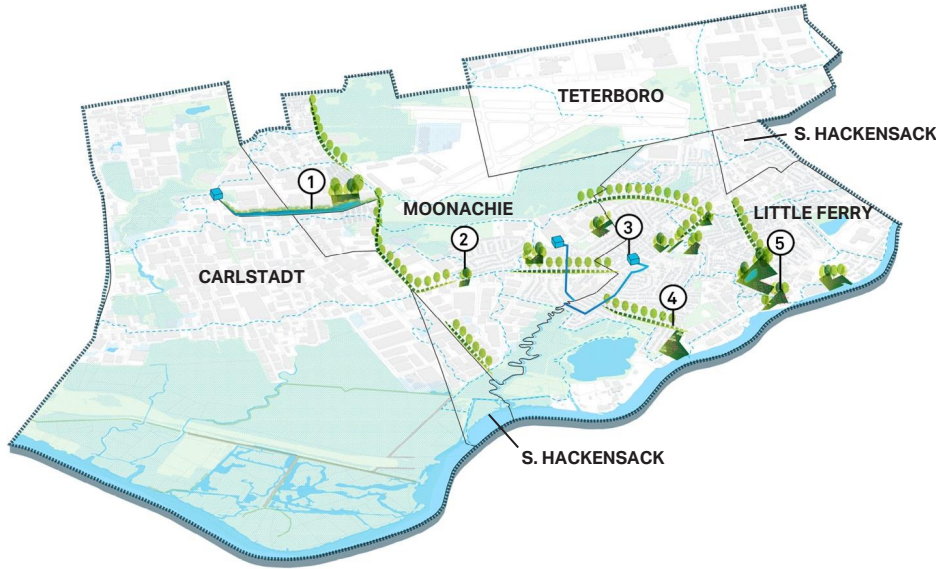 TETERBORO
S. HACKENSACK
1
MOONACHIE
LITTLE FERRY
2
3
5
CARLSTADT
4
S. HACKENSACK